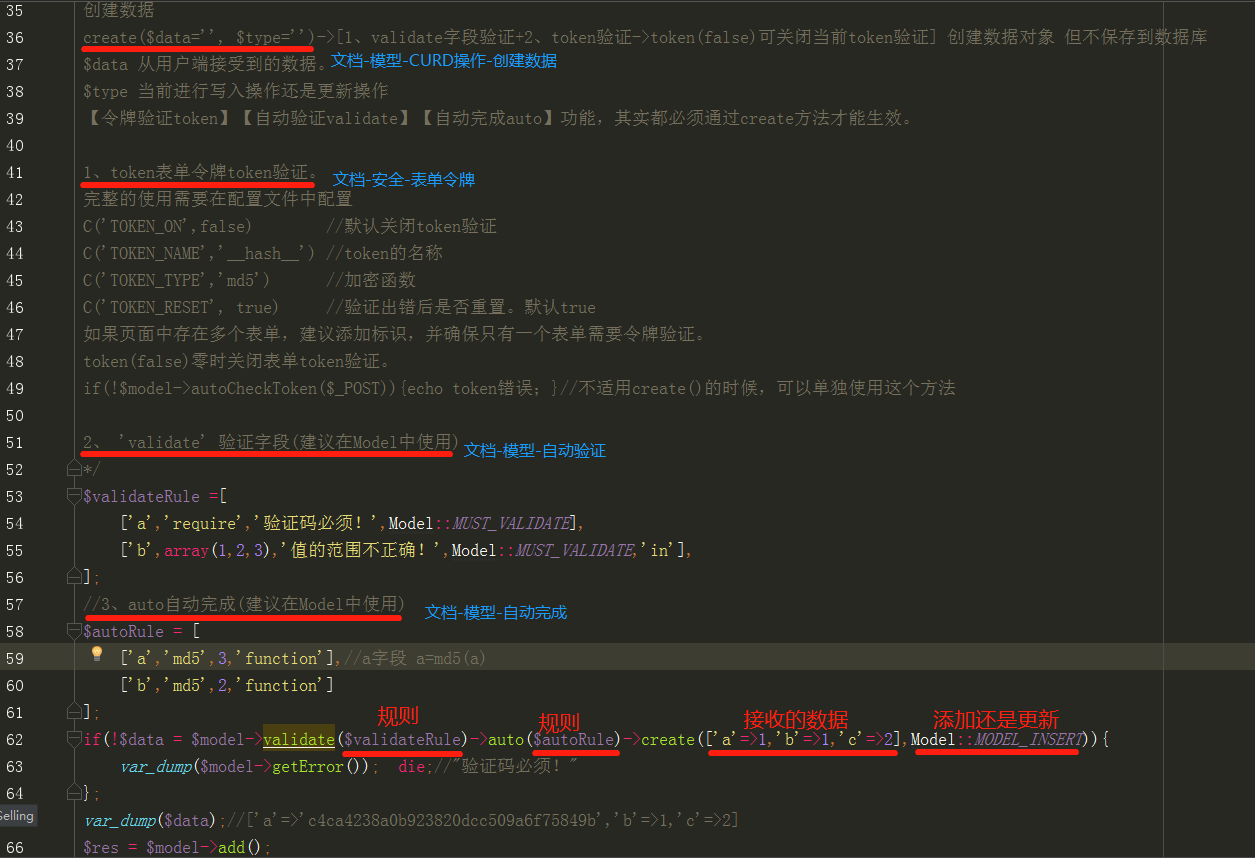 35 创建数据
36 create($data='', $type='')->[1、validate字段验证+2、token验证->token(false)可关闭当前token验证] 创建数据对象 但不保存到数据库
37 $data 从用户端接受到的数据。文档-模型-CURD操作-创建数据
38 $type 当前进行写入操作还是更新操作
39 【令牌验证token】【自动验证validate】【自动完成auto】功能，其实都必须通过create方法才能生效。
40
41 1、token表单令牌token验证。 文档-安全-表单令牌
42 完整的使用需要在配置文件中配置
43 C('TOKEN_ON',false) //默认关闭token验证
44 C('TOKEN_NAME','__hash__') //token的名称
45 C('TOKEN_TYPE','md5') //加密函数
46 C('TOKEN_RESET', true) //验证出错后是否重置。默认true
47 如果页面中存在多个表单，建议添加标识，并确保只有一个表单需要令牌验证。
48 token(false)零时关闭表单token验证。
49 if(!$model->autoCheckToken($_POST)){echo token错误; }//不适用create()的时候，可以单独使用这个方法
50
51 2、 'validate' 验证字段(建议在Model中使用) 文档-模型-自动验证
52 */
53 $validateRule =[
54 ['a','require','验证码必须！',Model::MUST_VALIDATE],
55 ['b',array(1,2,3),'值的范围不正确！',Model::MUST_VALIDATE,'in'],
56 ];
57 //3、auto自动完成(建议在Model中使用) 文档-模型-自动完成
58 $autoRule = [
59 ['a','md5',3,'function'],//a字段 a=md5(a)
60 ['b','md5',2,'function']
61 ];
规则 规则 接收的数据 添加还是更新
62 if(!$data = $model->validate($validateRule)->auto($autoRule)->create(['a'=>1,'b'=>1,'c'=>2],Model::MODEL_INSERT)){
63 var_dump($model->getError()); die;//"验证码必须！"
64 };
Selling
var_dump($data);//['a'=>'c4ca4238a0b923820dcc509a6f75849b','b'=>1,'c'=>2]
66 $res = $model->add();